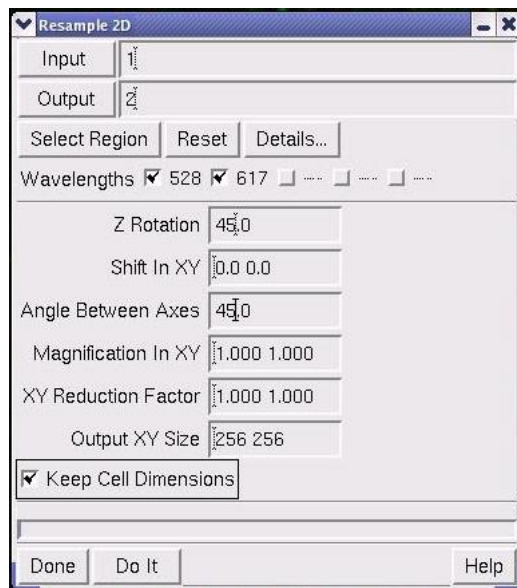 Resample 2D
Input 1
Output 2
Select Region Reset Details...
Wavelengths 528 617 ---- ---- ----
Z Rotation 45.0
Shift In XY 0.0 0.0
Angle Between Axes 45.0
Magnification In XY 1.000 1.000
XY Reduction Factor 1.000 1.000
Output XY Size 256 256
Keep Cell Dimensions
Done Do It Help